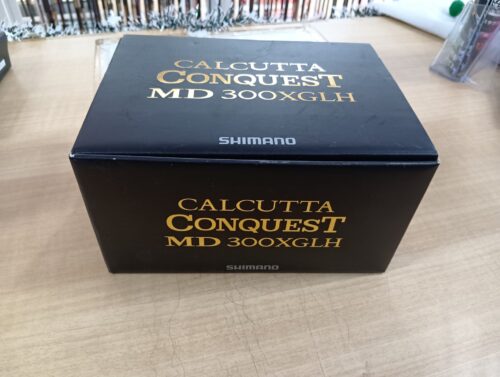 CALCUTTA
CONQUEST
MD 300XGLH
SHIMANO
CALCUTTA
CONQUEST
MD 300XGLH
SHIMANO